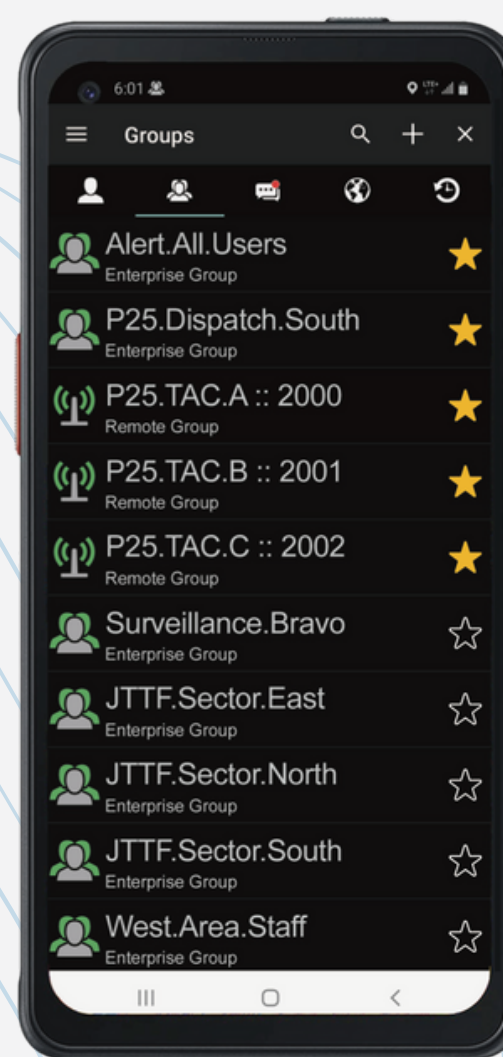 6:01
LTE+
Groups
Alert.All.Users
Enterprise Group
P25.Dispatch.South
Enterprise Group
P25.TAC.A :: 2000
Remote Group
P25.TAC.B :: 2001
Remote Group
P25.TAC.C :: 2002
Remote Group
Surveillance.Bravo
Enterprise Group
JTTF.Sector.East
Enterprise Group
JTTF.Sector.North
Enterprise Group
JTTF.Sector.South
Enterprise Group
West.Area.Staff
Enterprise Group